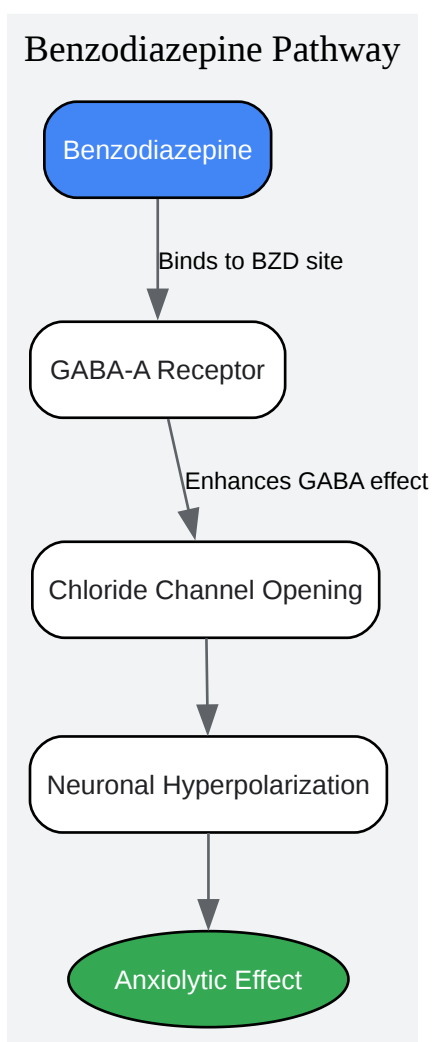 Benzodiazepine Pathway
Benzodiazepine
Binds to BZD site
GABA-A Receptor
Enhances GABA effect
Chloride Channel Opening
Neuronal Hyperpolarization
Anxiolytic Effect